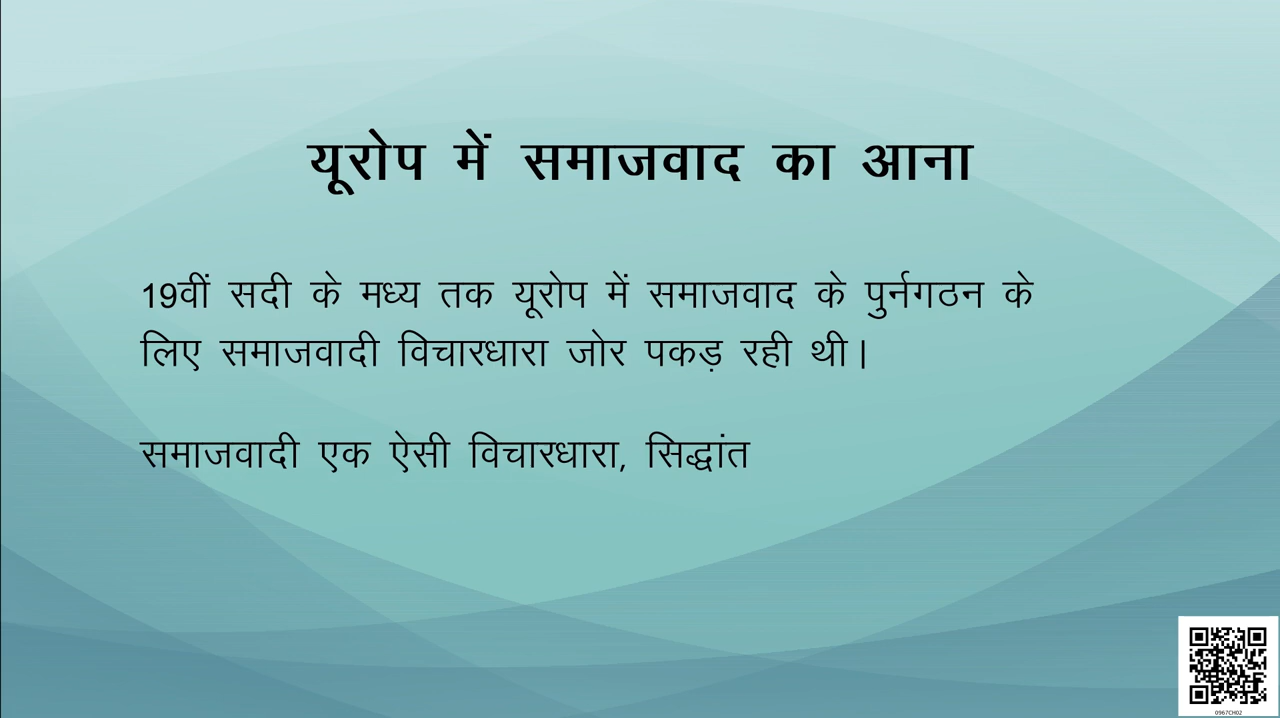 यूरोप में समाजवाद का आना
19वीं सदी के मध्य तक यूरोप में समाजवाद के पुर्नगठन के
लिए समाजवादी विचारधारा जोर पकड़ रही थी।
समाजवादी एक ऐसी विचारधारा, सिद्धांत
0967CH02